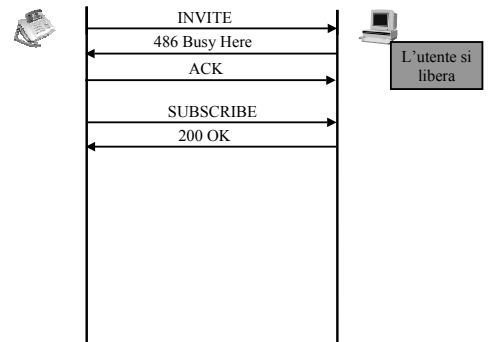 INVITE
486 Busy Here
ACK
L'utente si
libera
SUBSCRIBE
200 OK